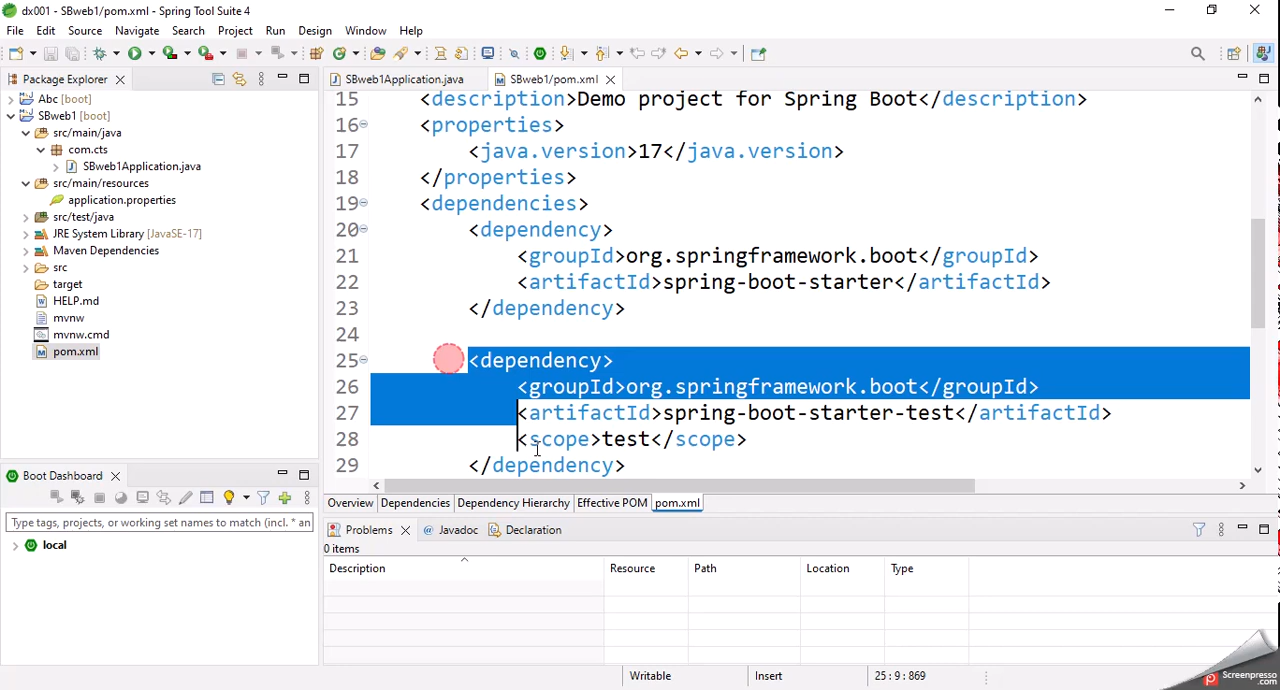 dx001 - SBweb1/pom.xml - Spring Tool Suite 4
File Edit Source Navigate Search Project Run Design Window Help
Package Explorer
SBweb1Application.java
SBweb1/pom.xml
Abc [boot]
SBweb1 [boot]
src/main/java
com.cts
SBweb1Application.java
src/main/resources
application.properties
src/test/java
JRE System Library [JavaSE-17]
Maven Dependencies
src
target
HELP.md
mvnw
mvnw.cmd
pom.xml
15 <description>Demo project for Spring Boot</description>
16 <properties>
17 <java.version>17</java.version>
18 </properties>
19 <dependencies>
20 <dependency>
21 <groupId>org.springframework.boot</groupId>
22 <artifactId>spring-boot-starter</artifactId>
23 </dependency>
24
25 <dependency>
26 <groupId>org.springframework.boot</groupId>
27 <artifactId>spring-boot-starter-test</artifactId>
28 <scope>test</scope>
29 </dependency>
Overview Dependencies Dependency Hierarchy Effective POM pom.xml
Boot Dashboard
Type tags, projects, or working set names to match (incl. * an
local
Problems Javadoc Declaration
0 items
Description Resource Path Location Type
Writable Insert 25 : 9 : 869
Screenpresso
.com